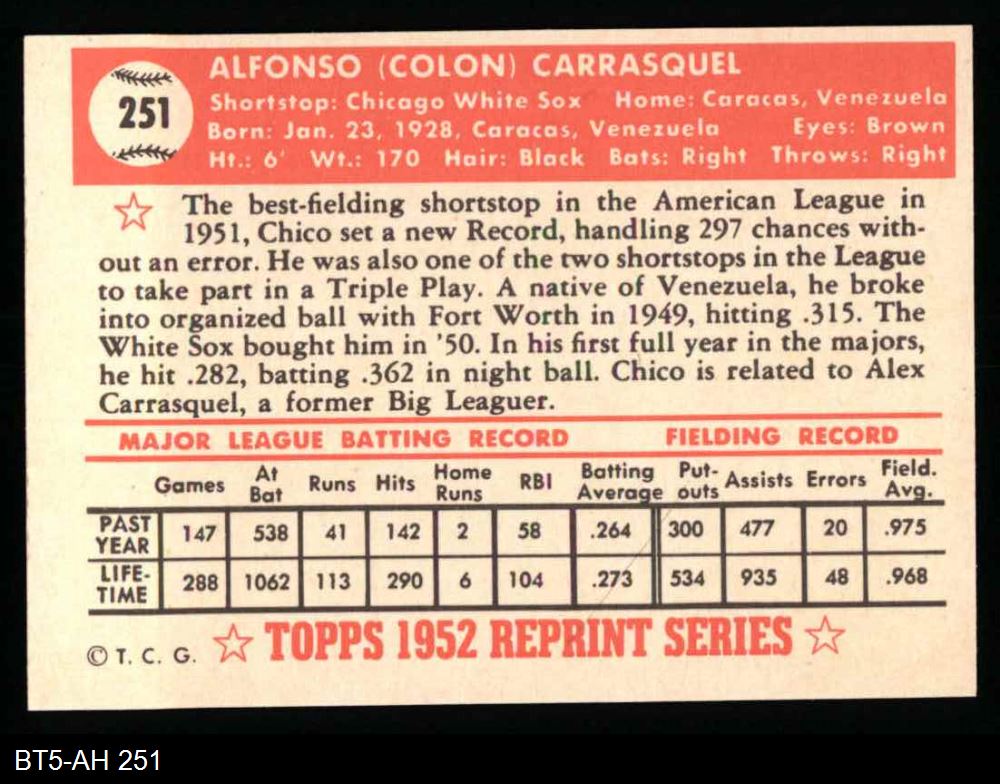 251
ALFONSO (COLON) CARRASQUEL
Shortstop: Chicago White Sox Home: Caracas, Venezuela
Born: Jan. 23, 1928, Caracas, Venezuela Eyes: Brown
Ht.: 6' Wt.: 170 Hair: Black Bats: Right Throws: Right
The best-fielding shortstop in the American League in
1951, Chico set a new Record, handling 297 chances with-
out an error. He was also one of the two shortstops in the League
to take part in a Triple Play. A native of Venezuela, he broke
into organized ball with Fort Worth in 1949, hitting .315. The
White Sox bought him in '50. In his first full year in the majors,
he hit .282, batting .362 in night ball. Chico is related to Alex
Carrasquel, a former Big Leaguer.
MAJOR LEAGUE BATTING RECORD FIELDING RECORD
Games At Bat Runs Hits Home Runs RBI Batting Average Put-outs Assists Errors Field. Avg.
PAST YEAR 147 538 41 142 2 58 .264 300 477 20 .975
LIFE-TIME 288 1062 113 290 6 104 .273 534 935 48 .968
© T. C. G. TOPPS 1952 REPRINT SERIES
BT5-AH 251